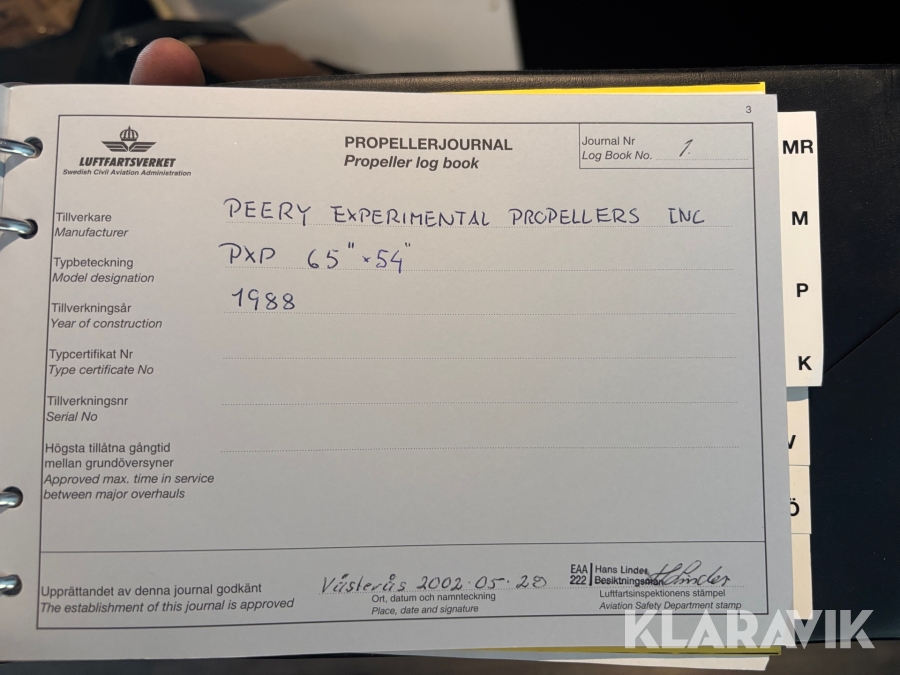 3
LUFTFARTSVERKET
Swedish Civil Aviation Administration
PROPELLERJOURNAL
Propeller log book
Journal Nr
Log Book No. 1.
Tillverkare
Manufacturer
PEERY EXPERIMENTAL PROPELLERS INC
Typbeteckning
Model designation
PXP 65" x 54"
Tillverkningsår
Year of construction
1988
Typcertifikat Nr
Type certificate No
Tillverkningsnr
Serial No
Högsta tillåtna gångtid
mellan grundöversyner
Approved max. time in service
between major overhauls
Upprättandet av denna journal godkänt
The establishment of this journal is approved
Västerås 2002-05-28
Ort, datum och namnteckning
Place, date and signature
EAA
222
Hans Linder
Besiktningsman
HLinder
Luftfartsinspektionens stämpel
Aviation Safety Department stamp
MR
M
P
K
V
Ö
KLARAVIK